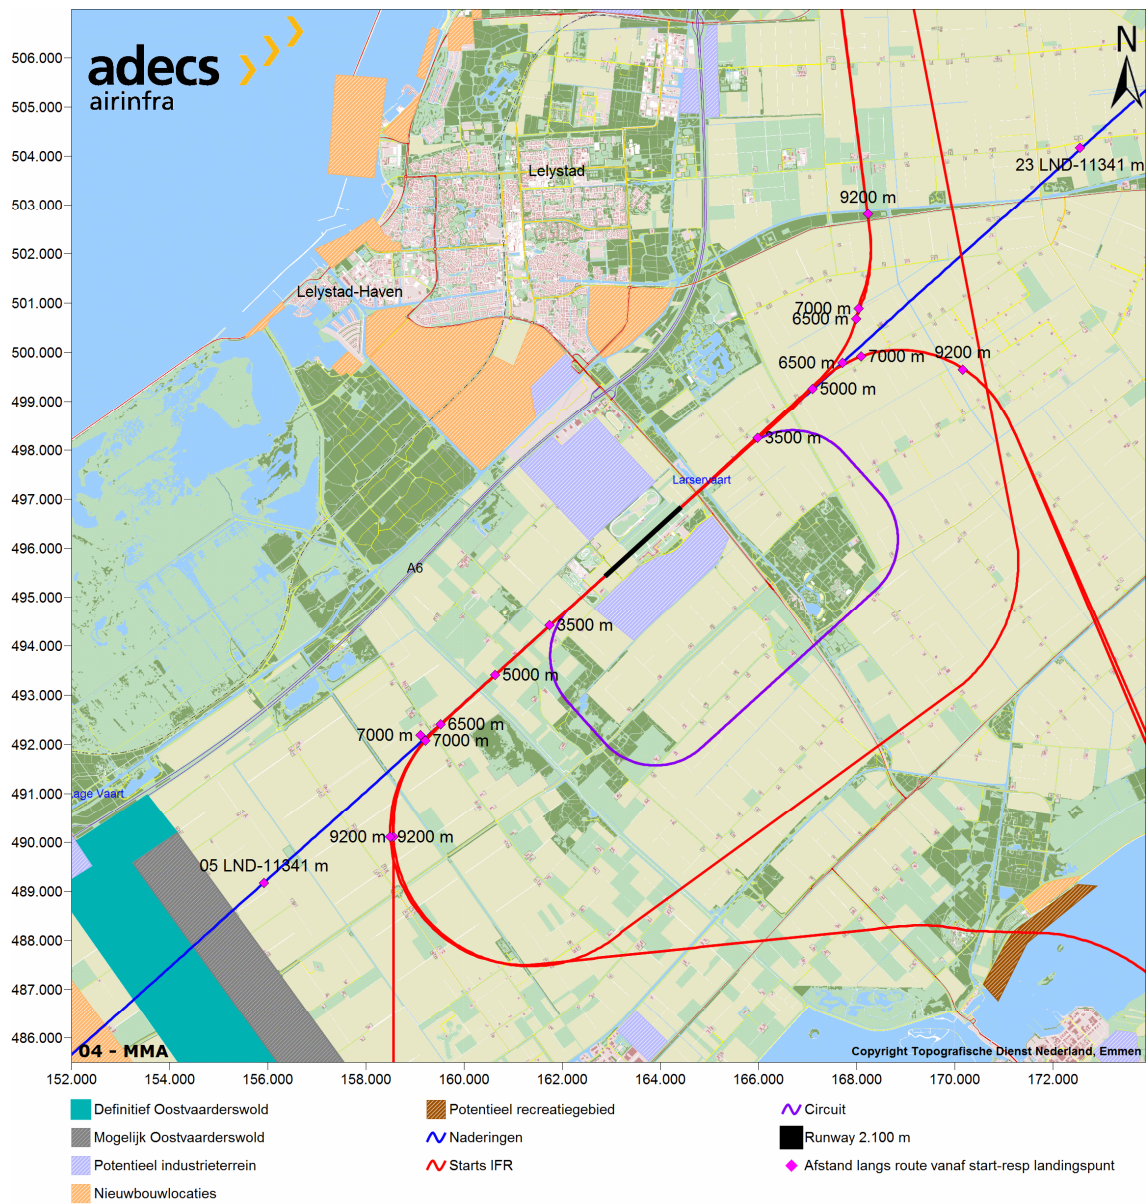 adecs
airinfra
N
506.000
505.000
504.000
503.000
502.000
501.000
500.000
499.000
498.000
497.000
496.000
495.000
494.000
493.000
492.000
491.000
490.000
489.000
488.000
487.000
486.000
23 LND-11341 m
Lelystad
9200 m
Lelystad-Haven
7000 m
6500 m
6500 m
7000 m
9200 m
5000 m
3500 m
Larservaart
A6
3500 m
5000 m
6500 m
7000 m
7000 m
age Vaart
9200 m
9200 m
05 LND-11341 m
04 - MMA
Copyright Topografische Dienst Nederland, Emmen
152.000 154.000 156.000 158.000 160.000 162.000 164.000 166.000 168.000 170.000 172.000
Definitief Oostvaarderswold
Mogelijk Oostvaarderswold
Potentieel industrieterrein
Nieuwbouwlocaties
Potentieel recreatiegebied
Naderingen
Starts IFR
Circuit
Runway 2.100 m
Afstand langs route vanaf start-resp landingspunt